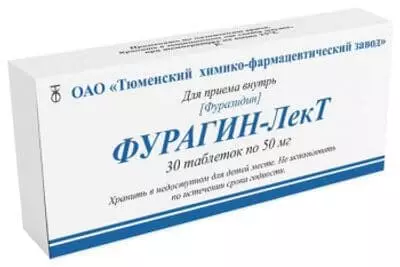 ОАО «Тюменский химико-фармацевтический завод»
Для приема внутрь
[Фуразидин]
ФУРАГИН-ЛекТ
30 таблеток по 50 мг
Хранить в недоступном для детей месте. Не использовать
по истечении срока годности.